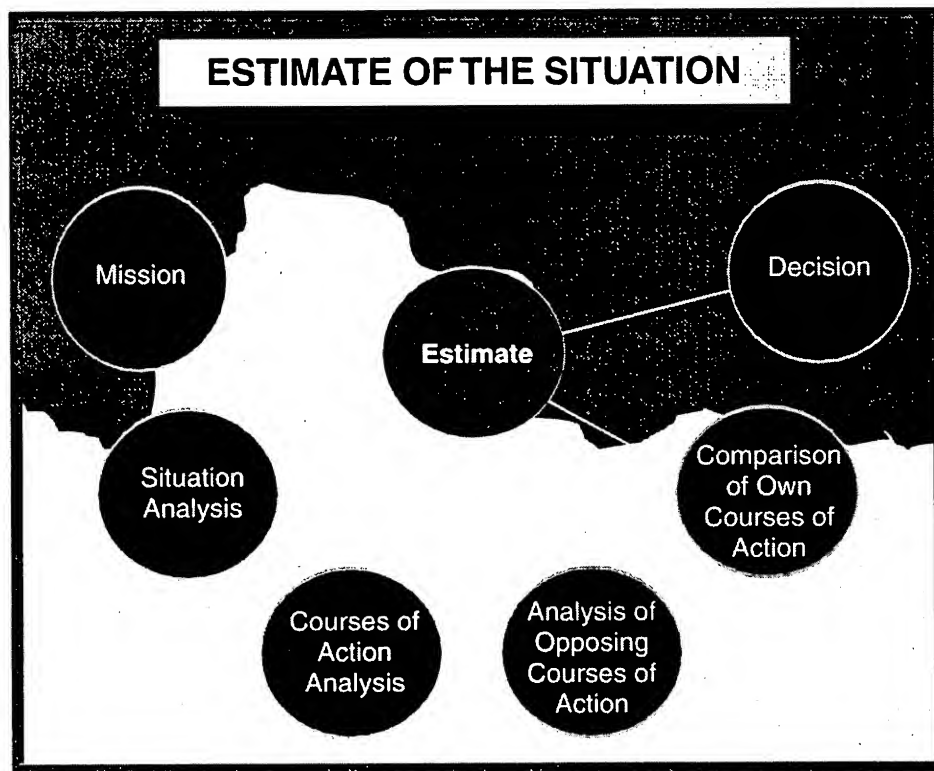 ESTIMATE OF THE SITUATION
Mission
Estimate
Decision
Situation
Analysis
Comparison
of Own
Courses of
Action
Courses of
Action
Analysis
Analysis of
Opposing
Courses of
Action